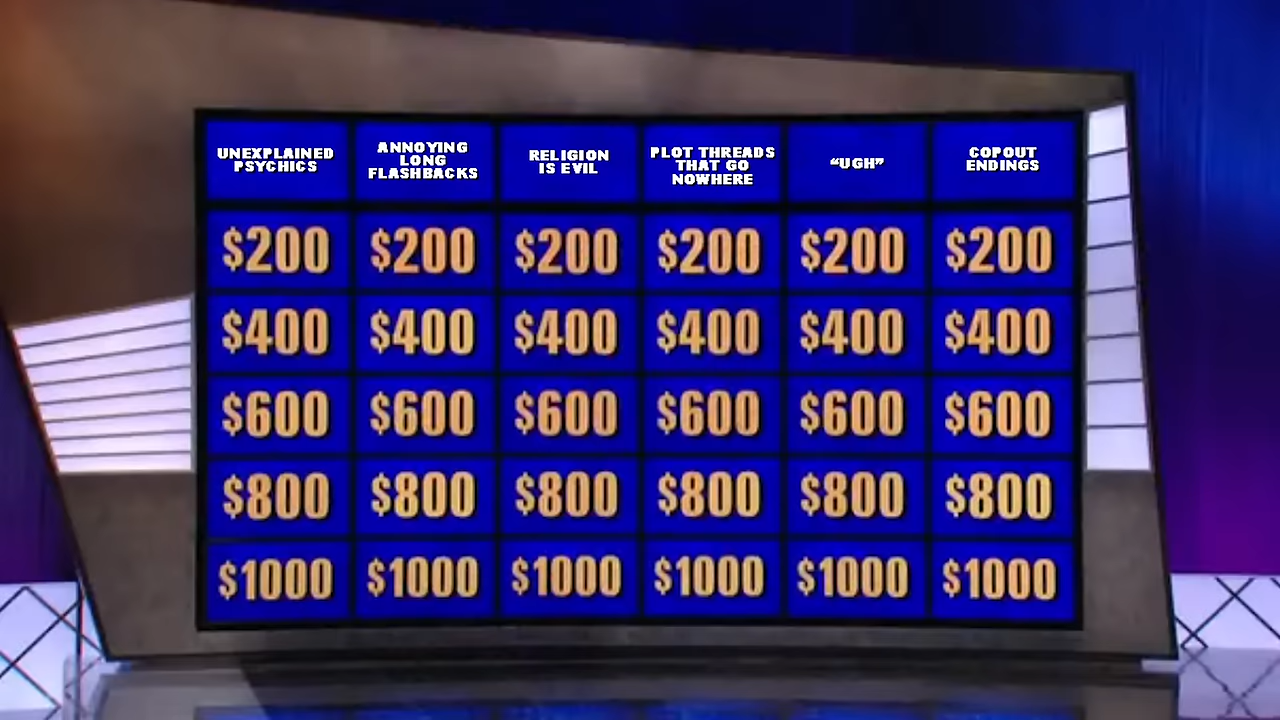 UNEXPLAINED
PSYCHICS
ANNOYING
LONG
FLASHBACKS
RELIGION
IS EVIL
PLOT THREADS
THAT GO
NOWHERE
“UGH”
COPOUT
ENDINGS
$200 $200 $200 $200 $200 $200
$400 $400 $400 $400 $400 $400
$600 $600 $600 $600 $600 $600
$800 $800 $800 $800 $800 $800
$1000 $1000 $1000 $1000 $1000 $1000